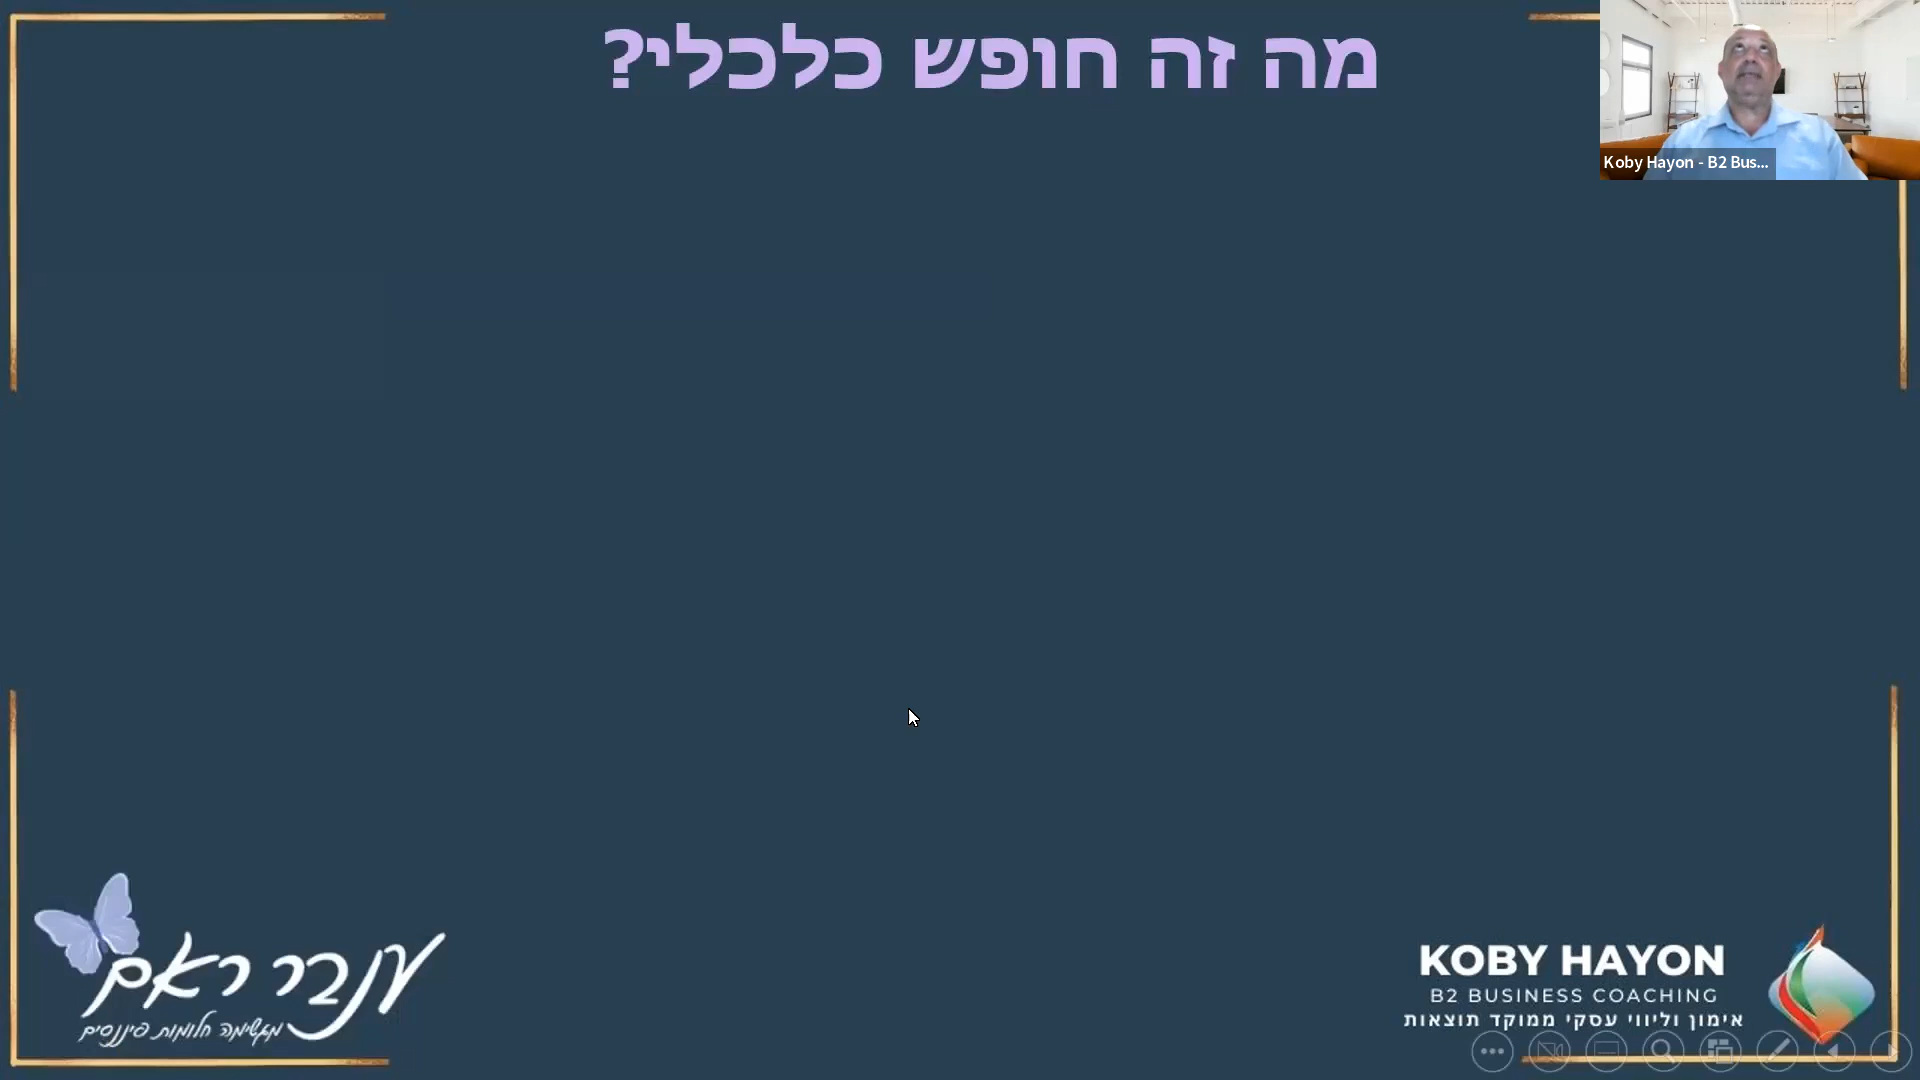 מה זה חופש כלכלי?
Koby Hayon - B2 Bus...
ענבר ראם
מגשימה חלומות פיננסים
KOBY HAYON
B2 BUSINESS COACHING
אימון וליווי עסקי ממוקד תוצאות